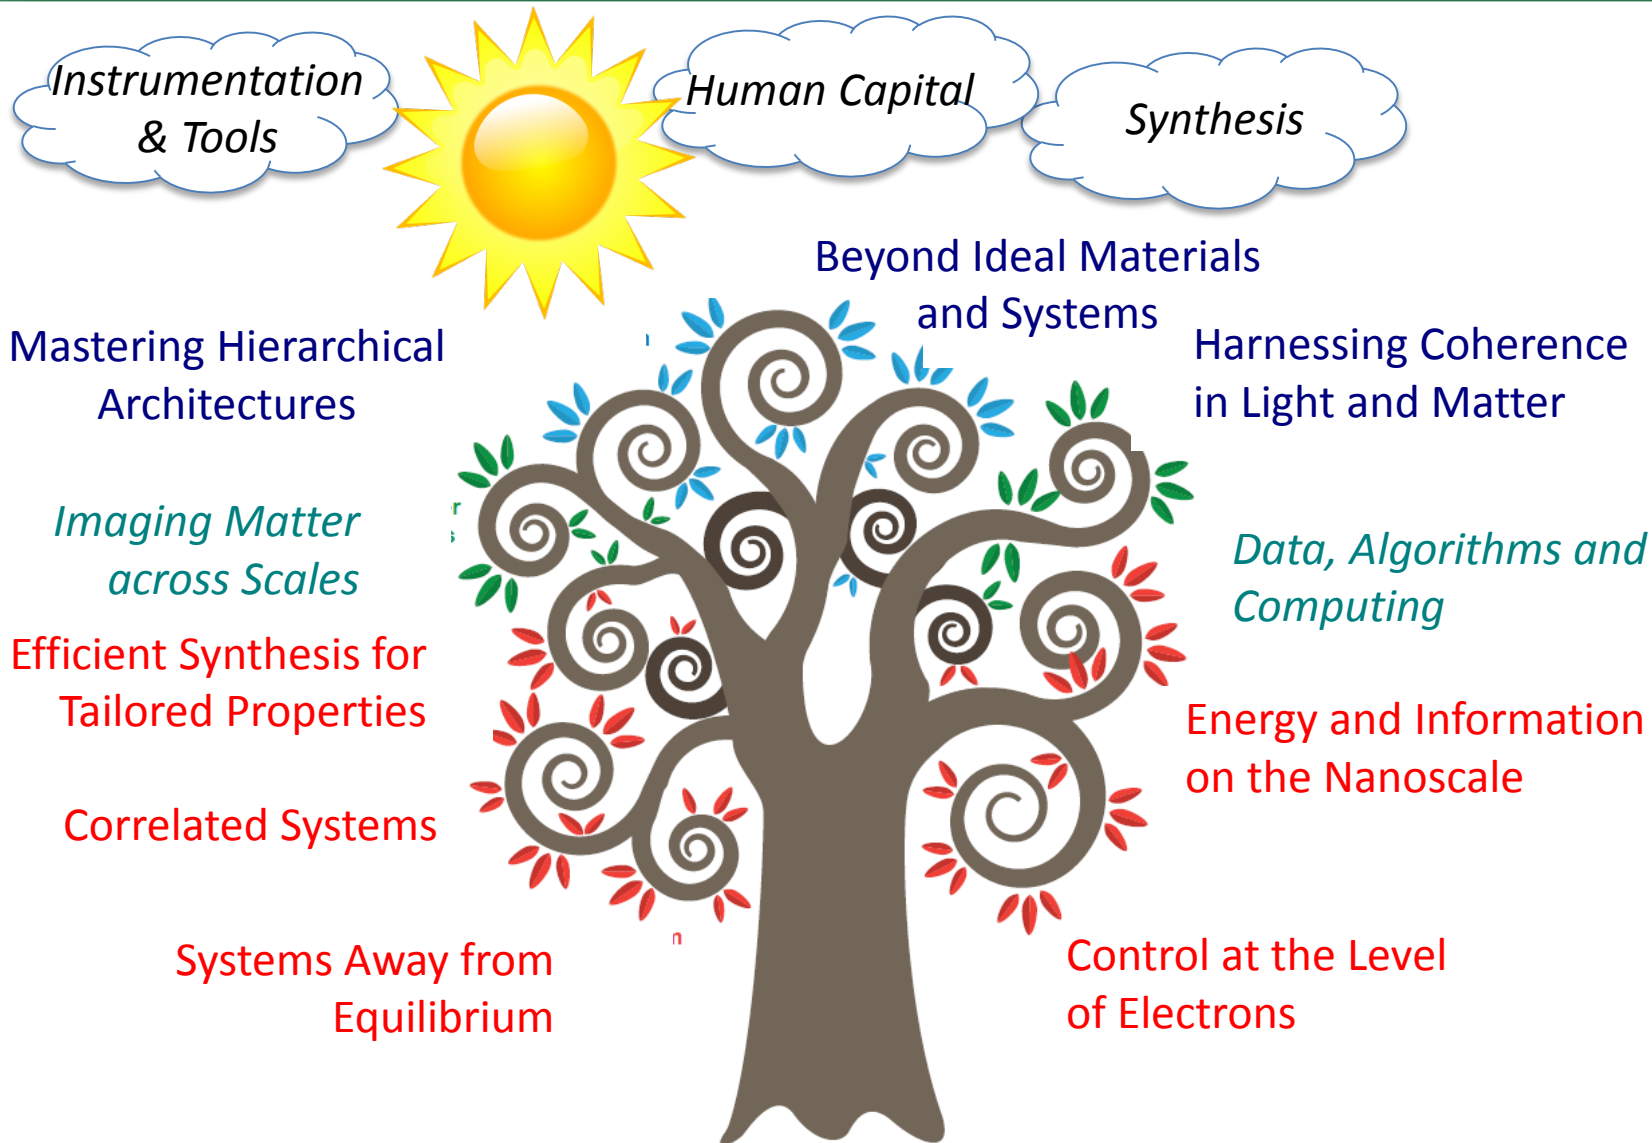 Instrumentation
& Tools
Human Capital
Synthesis
Beyond Ideal Materials
and Systems
Mastering Hierarchical
Architectures
Harnessing Coherence
in Light and Matter
Imaging Matter
across Scales
Data, Algorithms and
Computing
Efficient Synthesis for
Tailored Properties
Energy and Information
on the Nanoscale
Correlated Systems
Systems Away from
Equilibrium
Control at the Level
of Electrons